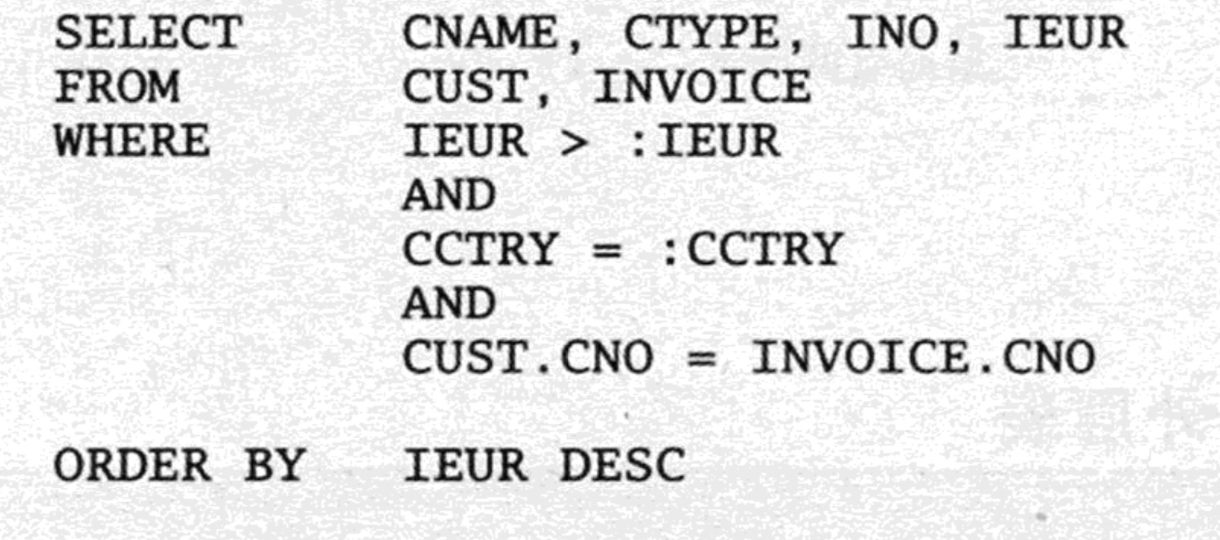 SELECT CNAME, CTYPE, INO, IEUR
FROM CUST, INVOICE
WHERE IEUR > :IEUR
AND
CCTRY = :CCTRY
AND
CUST.CNO = INVOICE.CNO
ORDER BY IEUR DESC